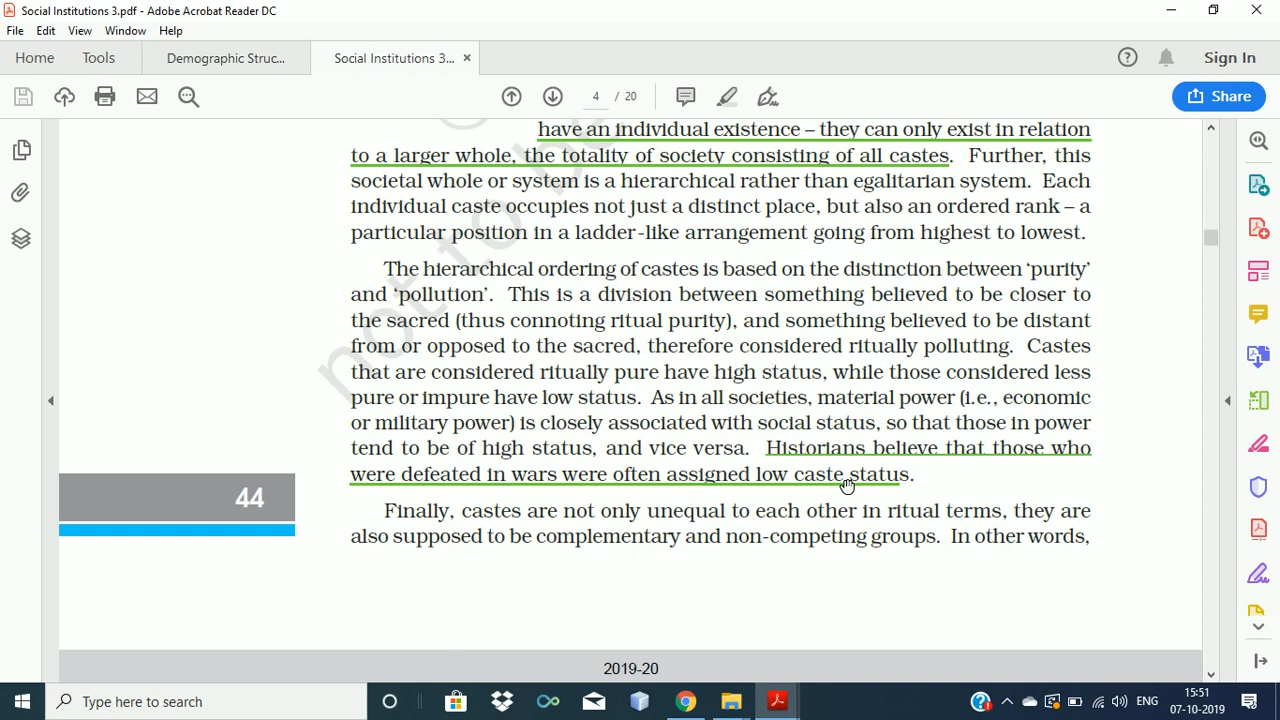 Social Institutions 3.pdf - Adobe Acrobat Reader DC
File Edit View Window Help
Home Tools Demographic Struc... Social Institutions 3... × Sign In
4 / 20 Share
have an individual existence – they can only exist in relation
to a larger whole, the totality of society consisting of all castes. Further, this
societal whole or system is a hierarchical rather than egalitarian system. Each
individual caste occupies not just a distinct place, but also an ordered rank – a
particular position in a ladder-like arrangement going from highest to lowest.
The hierarchical ordering of castes is based on the distinction between ‘purity’
and ‘pollution’. This is a division between something believed to be closer to
the sacred (thus connoting ritual purity), and something believed to be distant
from or opposed to the sacred, therefore considered ritually polluting. Castes
that are considered ritually pure have high status, while those considered less
pure or impure have low status. As in all societies, material power (i.e., economic
or military power) is closely associated with social status, so that those in power
tend to be of high status, and vice versa. Historians believe that those who
were defeated in wars were often assigned low caste status.
44
Finally, castes are not only unequal to each other in ritual terms, they are
also supposed to be complementary and non-competing groups. In other words,
not to be
2019-20
Type here to search
ENG
15:51
07-10-2019